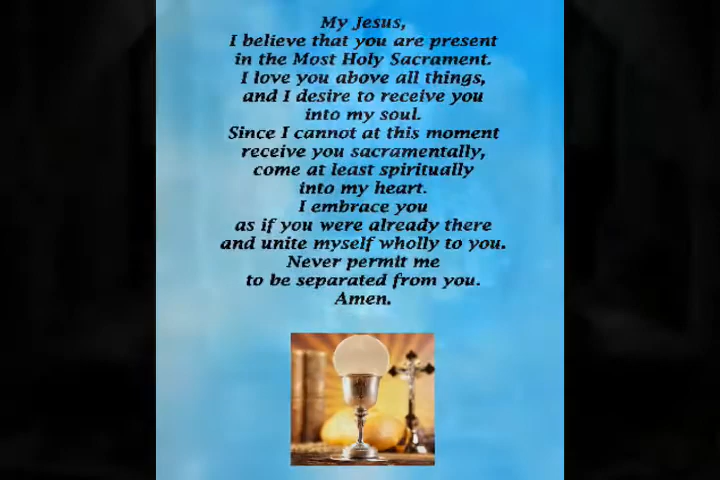 My Jesus,
I believe that you are present
in the Most Holy Sacrament.
I love you above all things,
and I desire to receive you
into my soul.
Since I cannot at this moment
receive you sacramentally,
come at least spiritually
into my heart.
I embrace you
as if you were already there
and unite myself wholly to you.
Never permit me
to be separated from you.
Amen.